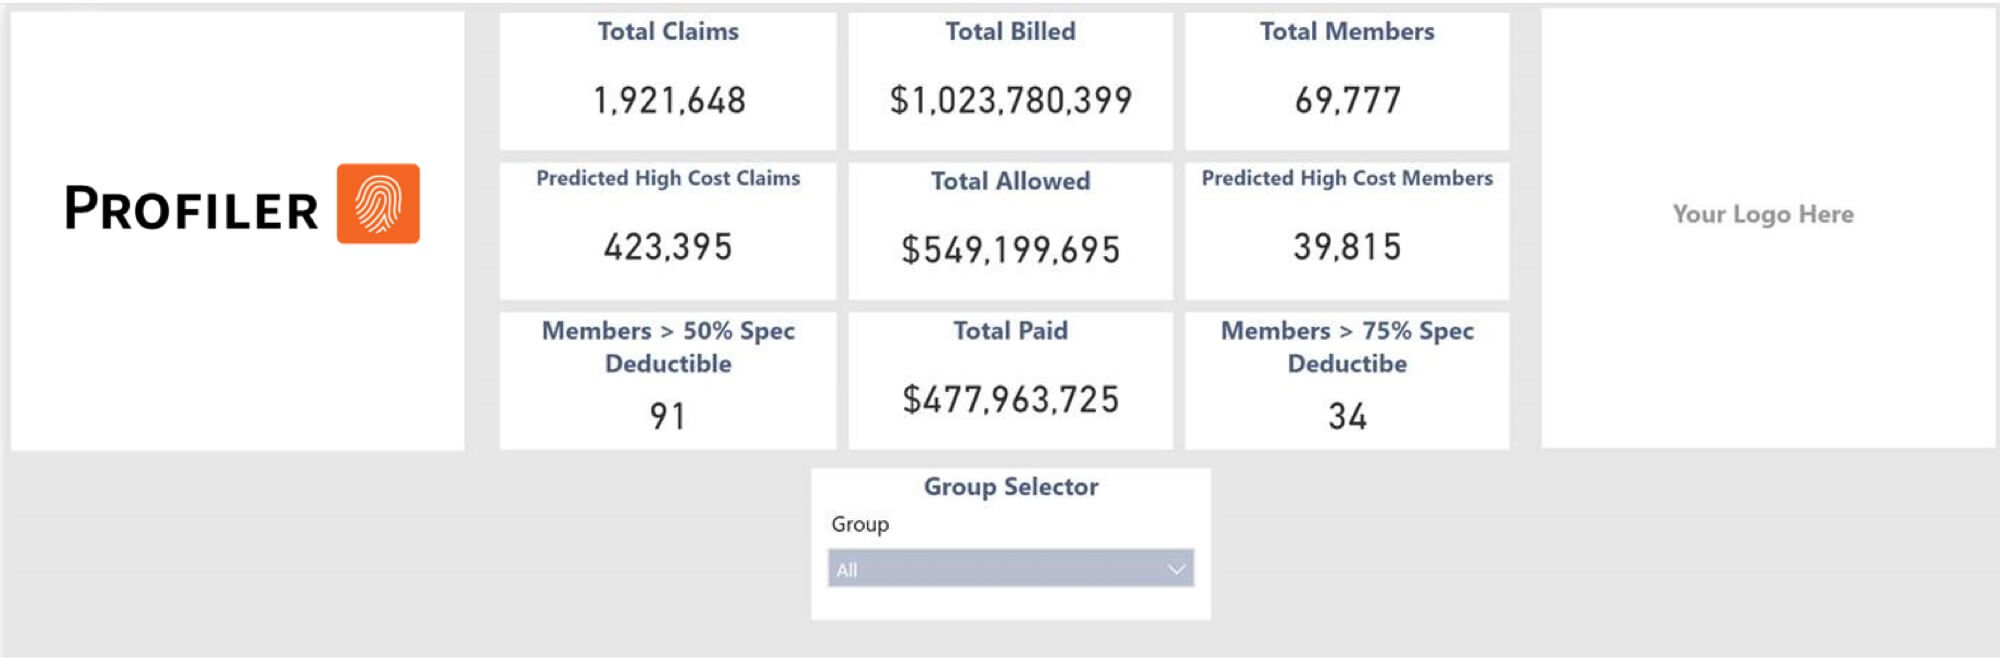 PROFILER
Total Claims
1,921,648
Total Billed
$1,023,780,399
Total Members
69,777
Predicted High Cost Claims
423,395
Total Allowed
$549,199,695
Predicted High Cost Members
39,815
Members > 50% Spec
Deductible
91
Total Paid
$477,963,725
Members > 75% Spec
Deductibe
34
Your Logo Here
Group Selector
Group
All